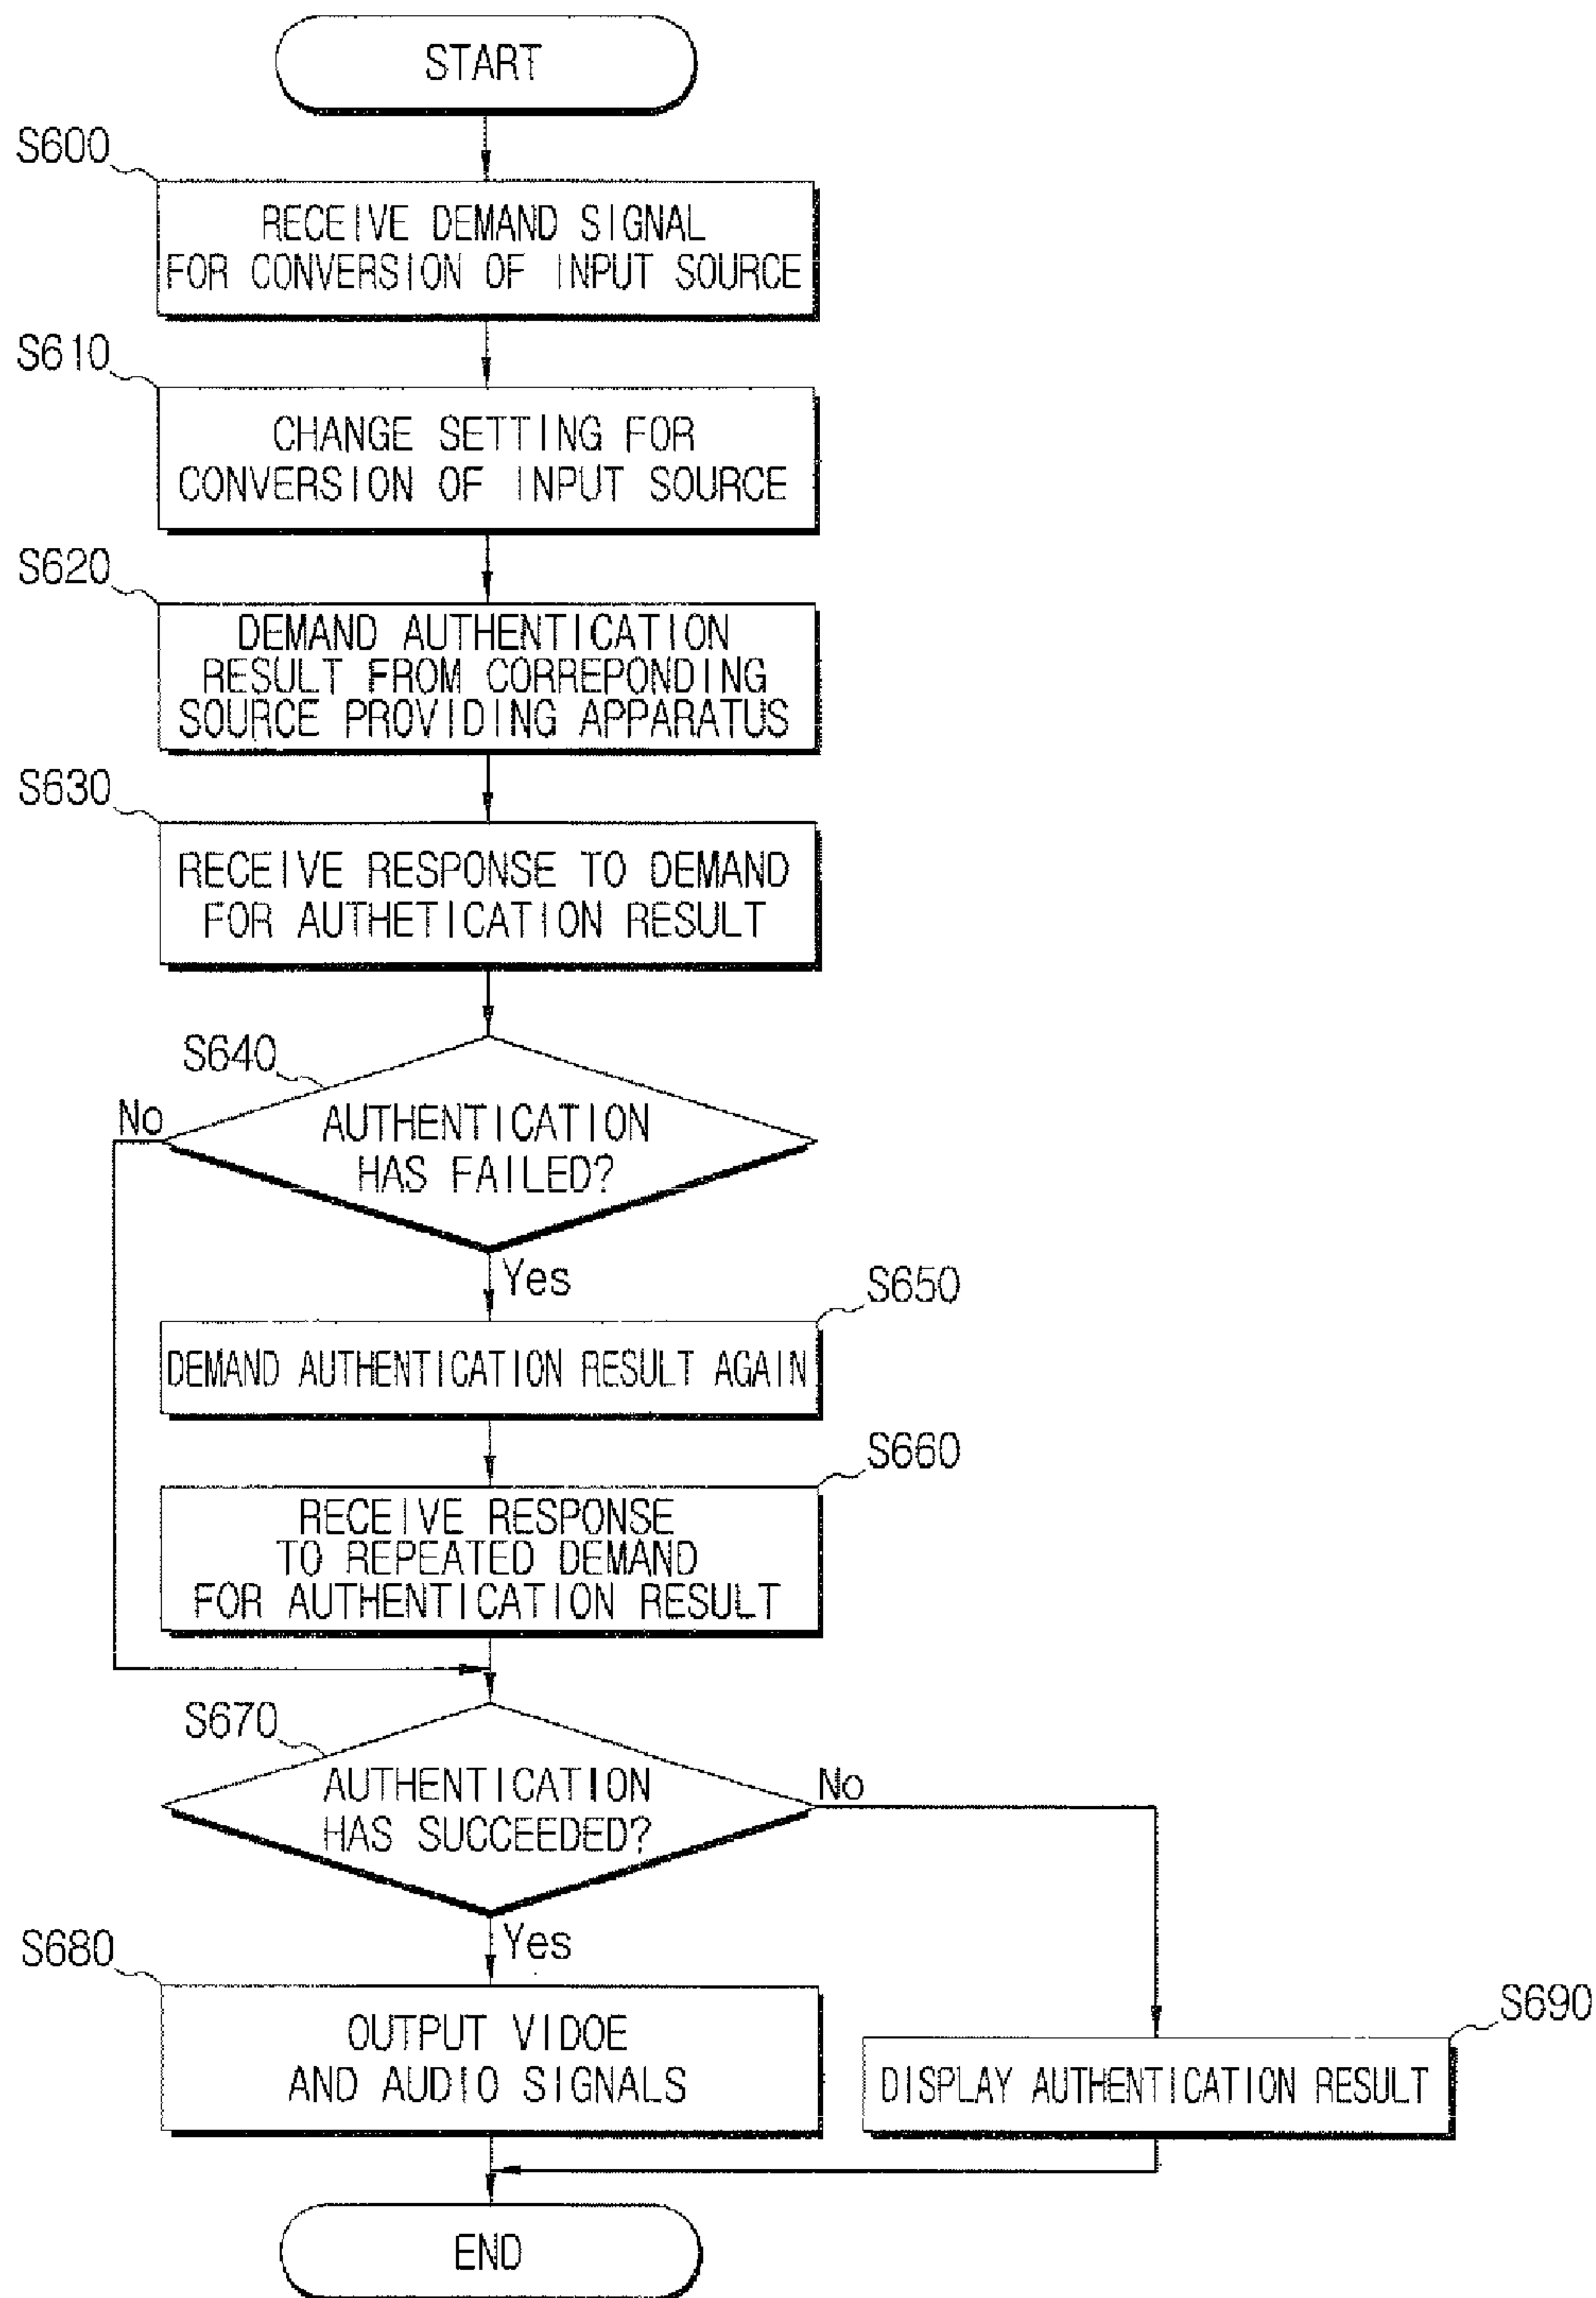 START
S600
RECEIVE DEMAND SIGNAL
FOR CONVERSION OF INPUT SOURCE
S610
CHANGE SETTING FOR
CONVERSION OF INPUT SOURCE
S620
DEMAND AUTHENTICATION
RESULT FROM CORREPONDING
SOURCE PROVIDING APPARATUS
S630
RECEIVE RESPONSE TO DEMAND
FOR AUTHETICATION RESULT
S640
No
AUTHENTICATION
HAS FAILED?
Yes
S650
DEMAND AUTHENTICATION RESULT AGAIN
S660
RECEIVE RESPONSE
TO REPEATED DEMAND
FOR AUTHENTICATION RESULT
S670
AUTHENTICATION
HAS SUCCEEDED?
No
Yes
S680
OUTPUT VIDOE
AND AUDIO SIGNALS
S690
DISPLAY AUTHENTICATION RESULT
END